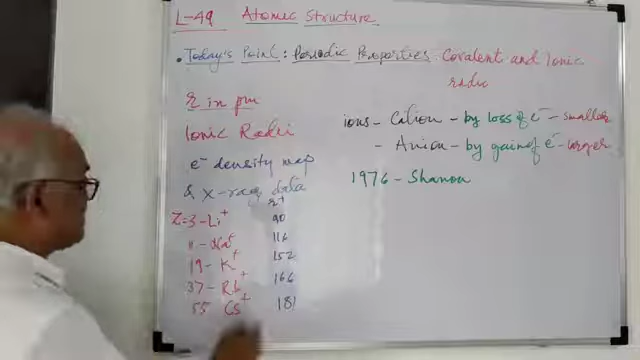 L-49 Atomic Structure
• Today's Point: Periodic Properties: Covalent and Ionic
radii
r in pm
Ionic Radii
e⁻ density map
& X-ray data
r⁺
Z=3-Li⁺ 90
11-Na⁺ 116
19-K⁺ 152
37-Rb⁺ 166
55 Cs⁺ 181
ions- Cation - by loss of e⁻ - smaller
- Anion - by gain of e⁻ - larger
1976 - Shanon